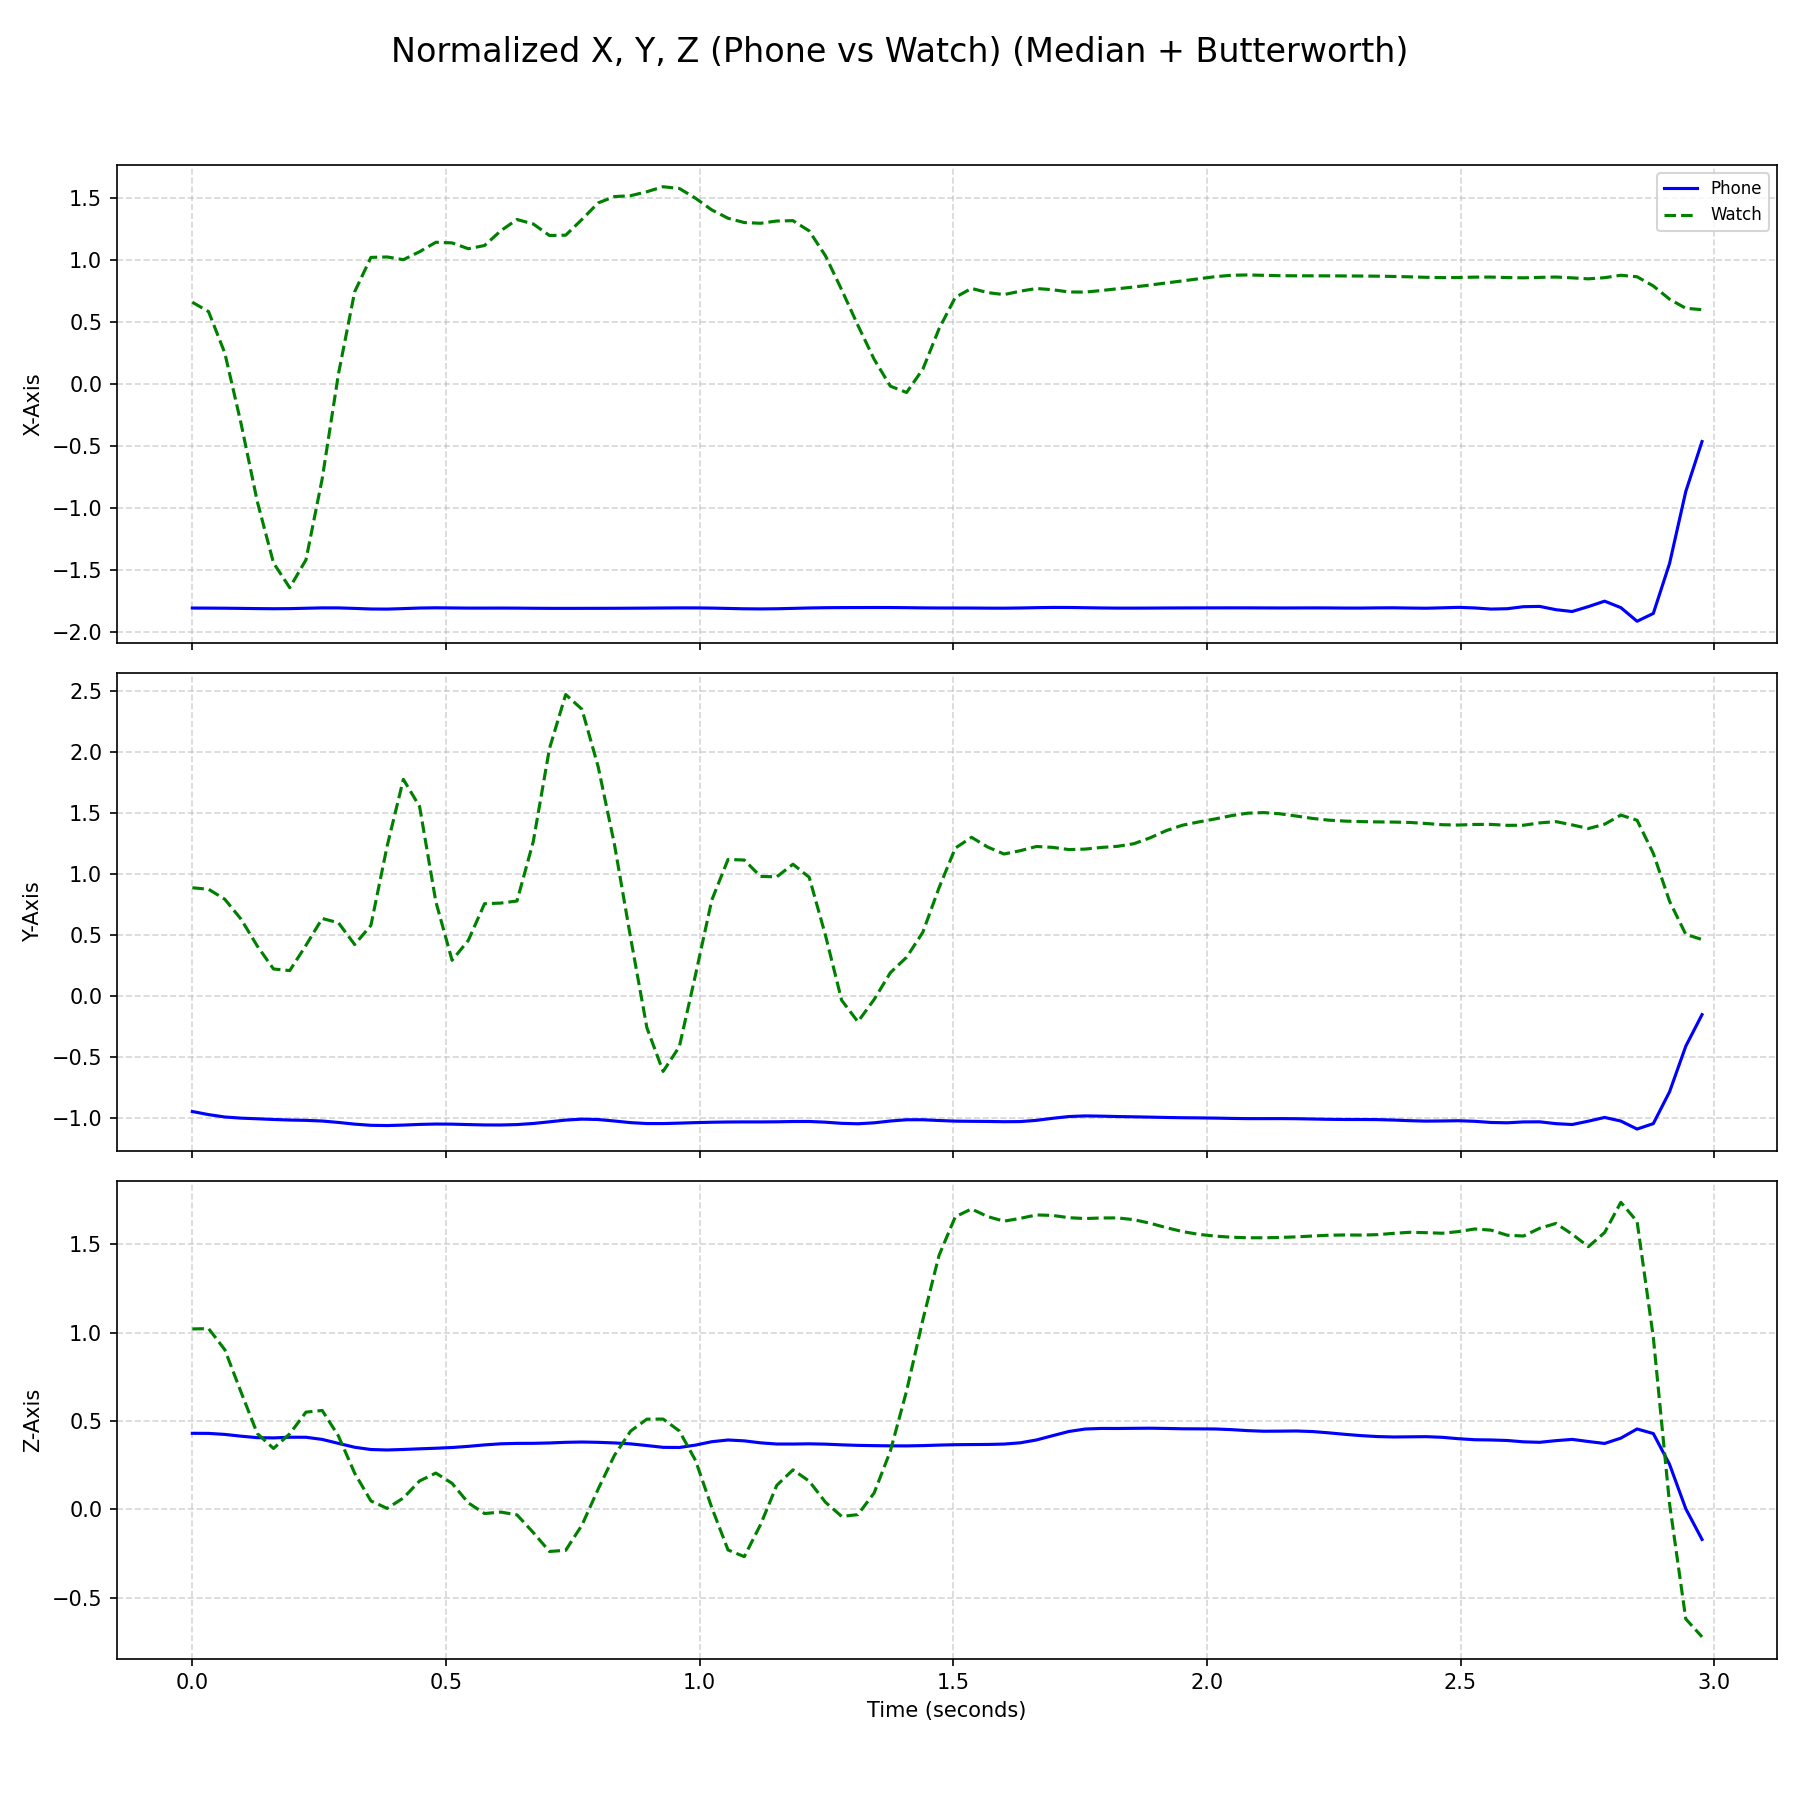 Normalized X, Y, Z (Phone vs Watch) (Median + Butterworth)
Phone
Watch
1.5
1.0
0.5
0.0
−0.5
−1.0
−1.5
−2.0
X-Axis
2.5
2.0
1.5
1.0
0.5
0.0
−0.5
−1.0
Y-Axis
1.5
1.0
0.5
0.0
−0.5
Z-Axis
0.0 0.5 1.0 1.5 2.0 2.5 3.0
Time (seconds)